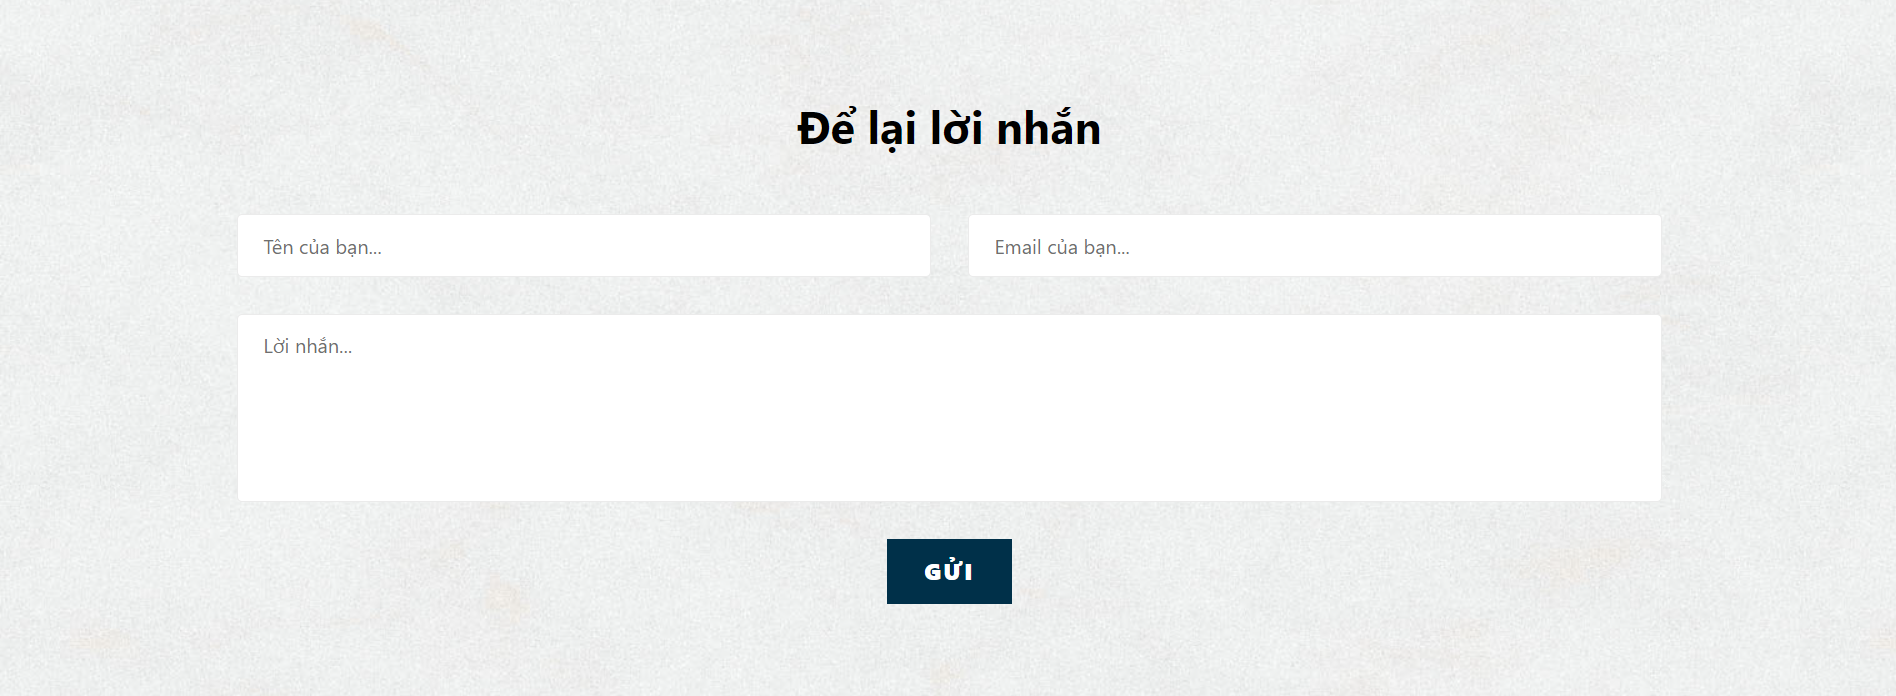 Để lại lời nhắn
Tên của bạn...
Email của bạn...
Lời nhắn...
GỬI